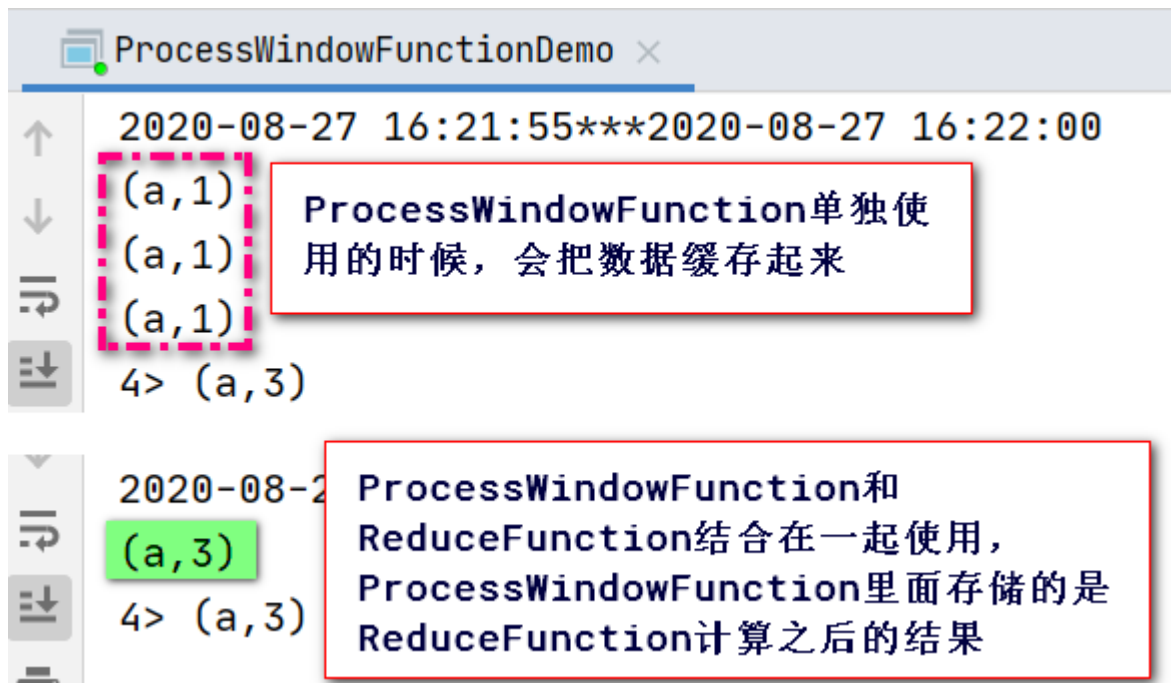 ProcessWindowFunctionDemo
2020-08-27 16:21:55***2020-08-27 16:22:00
(a,1)
(a,1)
(a,1)
ProcessWindowFunction单独使
用的时候，会把数据缓存起来
4> (a,3)
2020-08-2
(a,3)
4> (a,3)
ProcessWindowFunction和
ReduceFunction结合在一起使用，
ProcessWindowFunction里面存储的是
ReduceFunction计算之后的结果